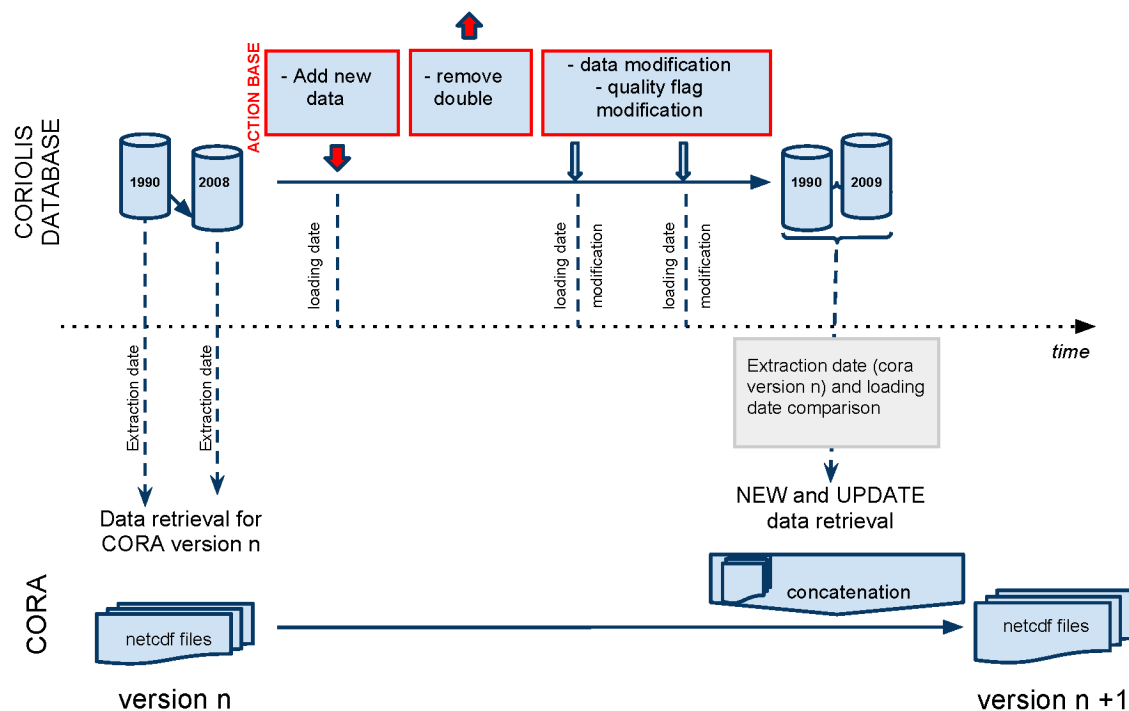 ACTION BASE
- Add new
data
- remove
double
- data modification
- quality flag
modification
CORIOLIS
DATABASE
1990
2008
1990
2009
loading date
loading date
modification
loading date
modification
time
Extraction date
Extraction date
Extraction date (cora
version n) and loading
date comparison
Data retrieval for
CORA version n
NEW and UPDATE
data retrieval
CORA
concatenation
netcdf files
netcdf files
version n
version n +1